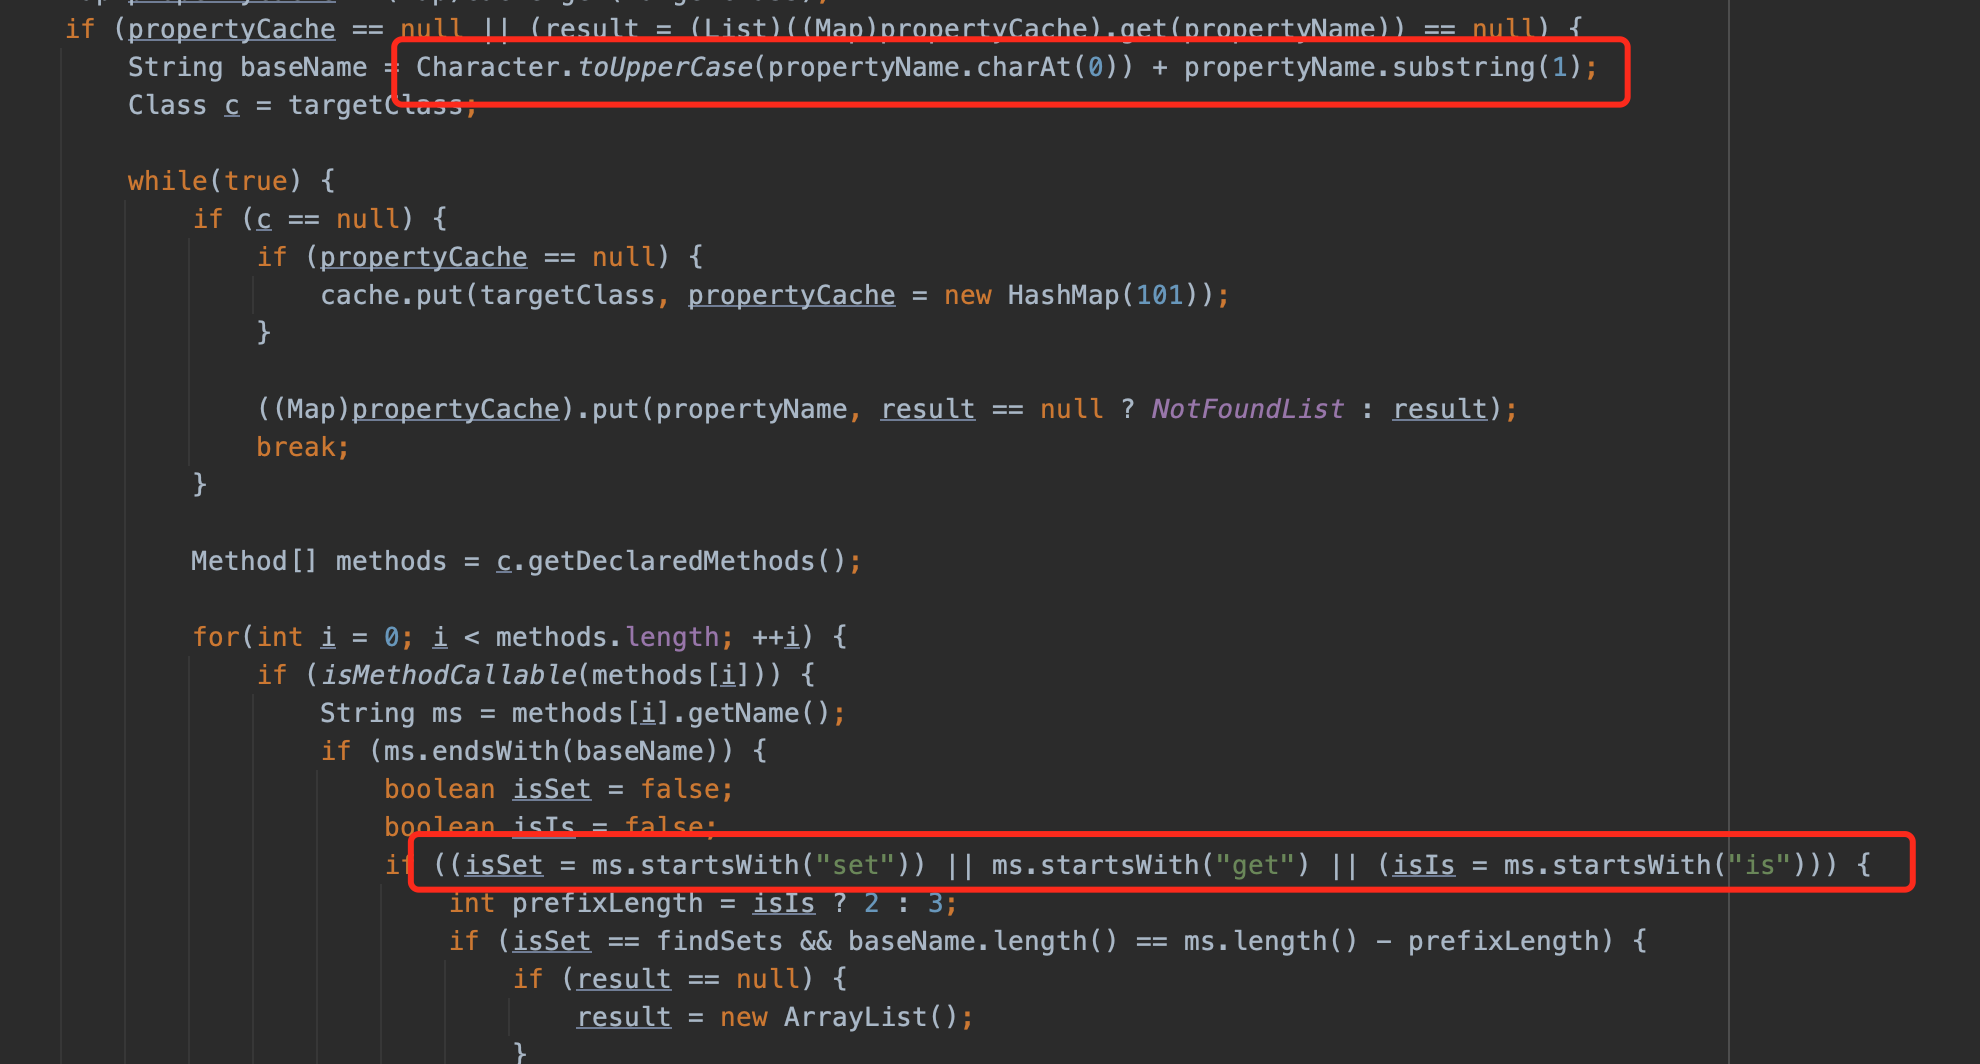 if (propertyCache == null || (result = (List)((Map)propertyCache).get(propertyName)) == null) {
String baseName = Character.toUpperCase(propertyName.charAt(0)) + propertyName.substring(1);
Class c = targetClass;
while(true) {
if (c == null) {
if (propertyCache == null) {
cache.put(targetClass, propertyCache = new HashMap(101));
}
((Map)propertyCache).put(propertyName, result == null ? NotFoundList : result);
break;
}
Method[] methods = c.getDeclaredMethods();
for(int i = 0; i < methods.length; ++i) {
if (isMethodCallable(methods[i])) {
String ms = methods[i].getName();
if (ms.endsWith(baseName)) {
boolean isSet = false;
boolean isIs = false;
if ((isSet = ms.startsWith("set")) || ms.startsWith("get") || (isIs = ms.startsWith("is"))) {
int prefixLength = isIs ? 2 : 3;
if (isSet == findSets && baseName.length() == ms.length() - prefixLength) {
if (result == null) {
result = new ArrayList();
}